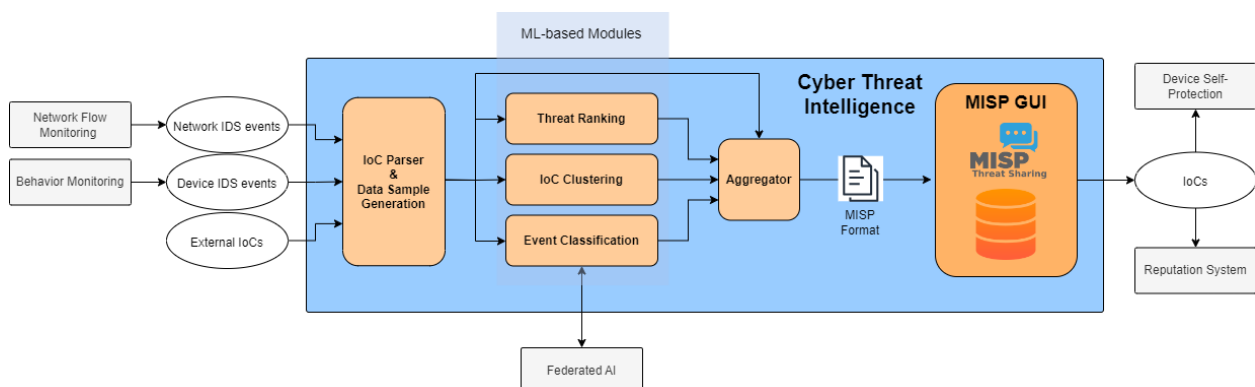 ML-based Modules
Cyber Threat
Intelligence
Network Flow
Monitoring
Behavior Monitoring
Network IDS events
Device IDS events
External IoCs
IoC Parser
&
Data Sample
Generation
Threat Ranking
IoC Clustering
Event Classification
Aggregator
MISP
Format
MISP GUI
MISP
Threat Sharing
Device Self-
Protection
IoCs
Reputation System
Federated AI